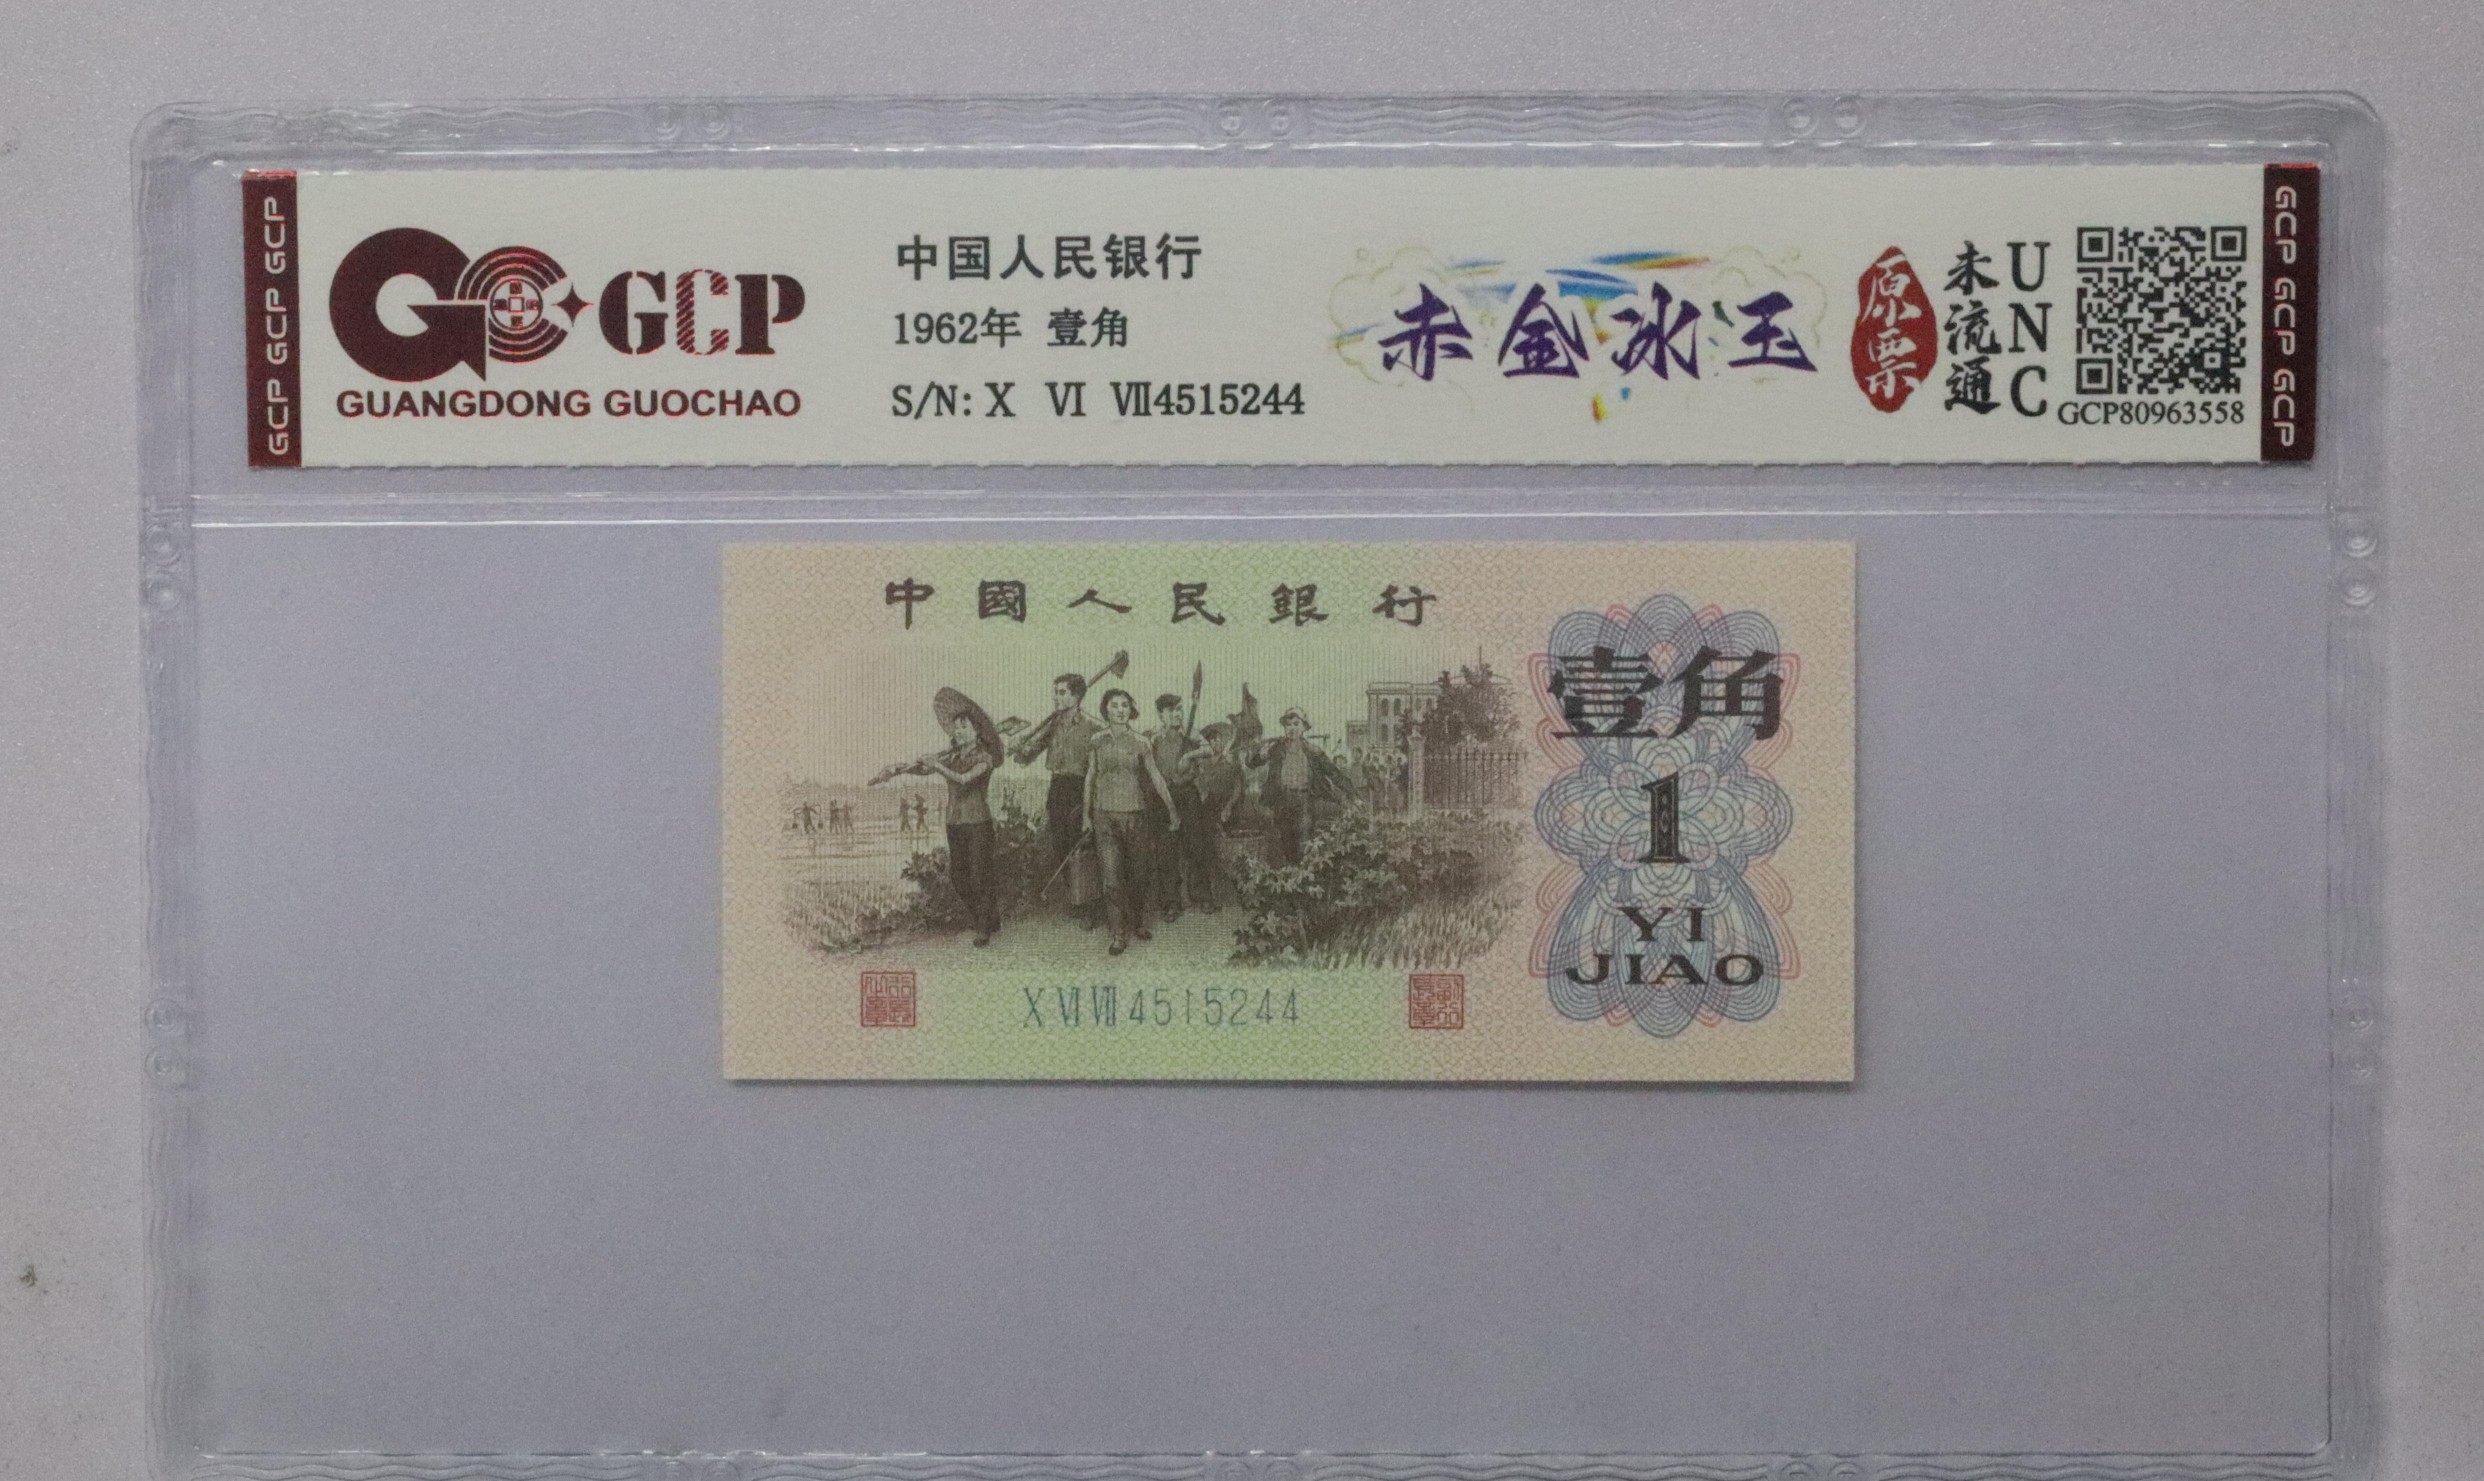 GCP GCP GCP
GCP
GUANGDONG GUOCHAO
中国人民银行
1962年 壹角
S/N: X VI VII4515244
赤金冰玉
原票
未流通
UNC
GCP80963558
GCP GCP GCP
中國人民銀行
壹角
1
YI
JIAO
X VI VII 4515244